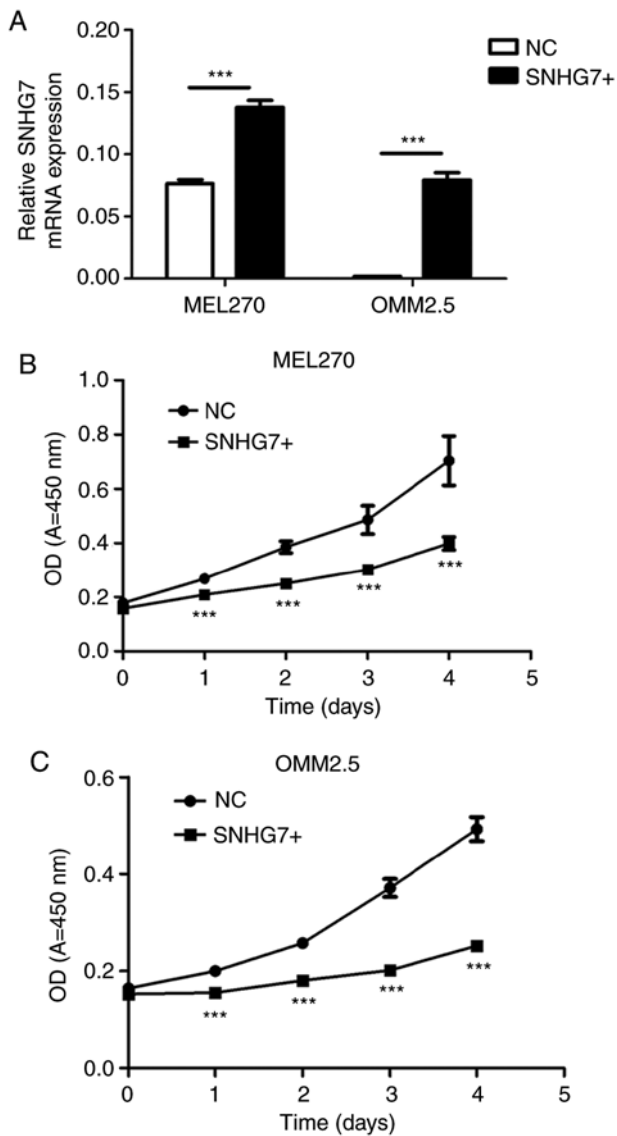 A
Relative SNHG7
mRNA expression
0.20
0.15
0.10
0.05
0.00
***
***
NC
SNHG7+
MEL270
OMM2.5
B
MEL270
OD (A=450 nm)
1.0
0.8
0.6
0.4
0.2
0.0
NC
SNHG7+
***
***
***
***
0 1 2 3 4 5
Time (days)
C
OMM2.5
OD (A=450 nm)
0.6
0.4
0.2
0.0
NC
SNHG7+
***
***
***
***
0 1 2 3 4 5
Time (days)